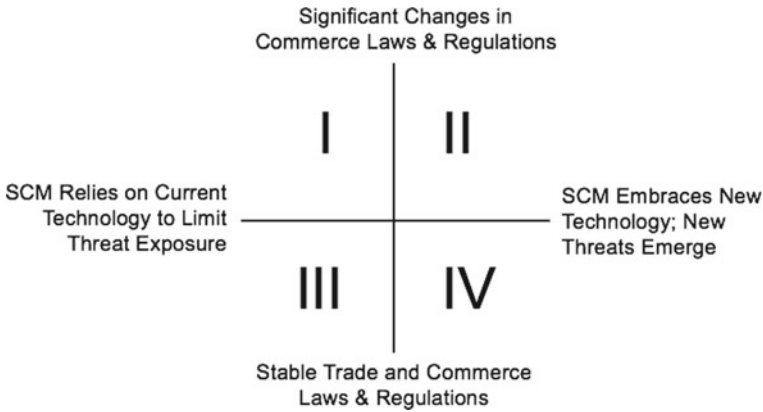 Significant Changes in
Commerce Laws & Regulations
I
II
SCM Relies on Current
Technology to Limit
Threat Exposure
SCM Embraces New
Technology; New
Threats Emerge
III
IV
Stable Trade and Commerce
Laws & Regulations